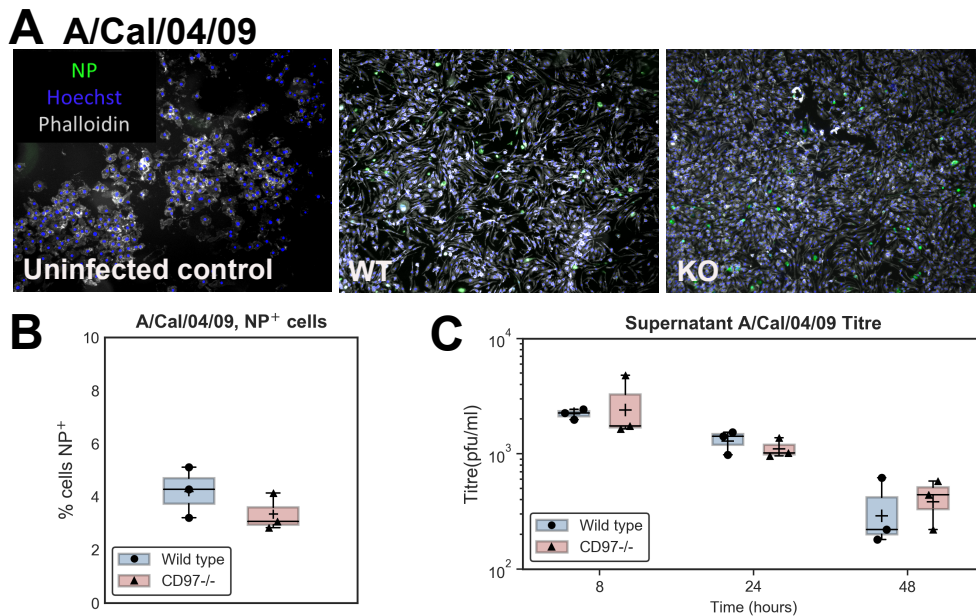 A A/Cal/04/09
NP
Hoechst
Phalloidin
Uninfected control
WT
KO
B
A/Cal/04/09, NP⁺ cells
% cells NP⁺
10
8
6
4
2
0
Wild type
CD97-/-
C
Supernatant A/Cal/04/09 Titre
Titre(pfu/ml)
10⁴
10³
10²
Wild type
CD97-/-
8
24
48
Time (hours)